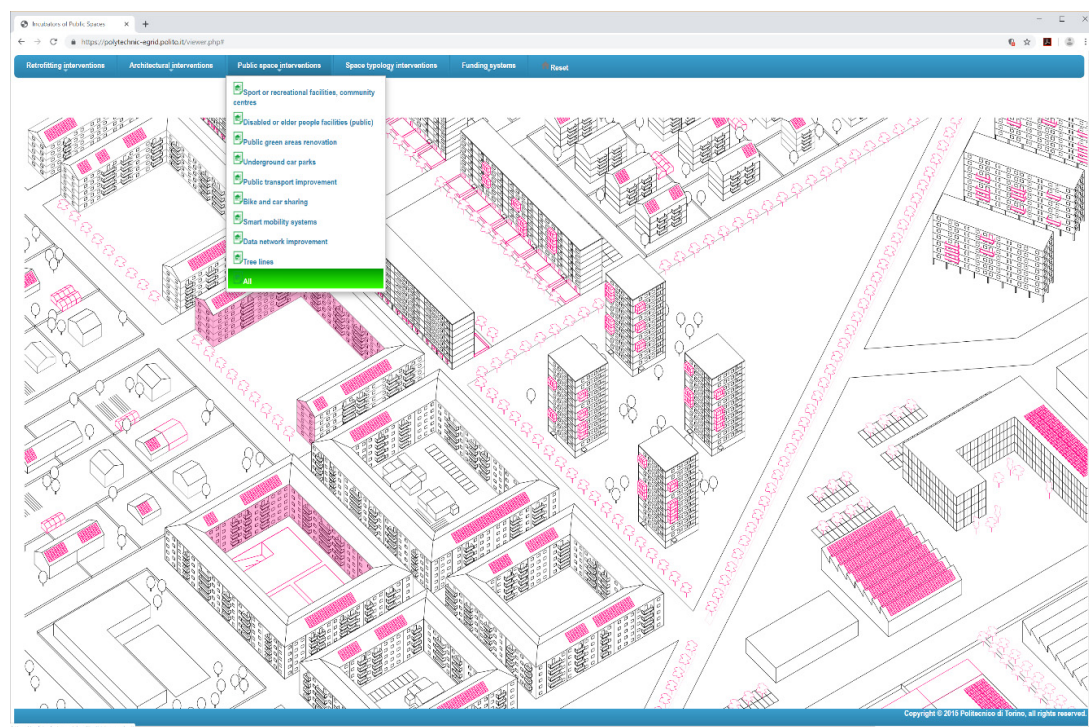 Incubators of Public Spaces
https://polytechnic-egrid.polito.it/viewer.php#
Retrofitting interventions Architectural interventions Public space interventions Space typology interventions Funding systems Reset
Sport or recreational facilities, community
centres
Disabled or elder people facilities (public)
Public green areas renovation
Underground car parks
Public transport improvement
Bike and car sharing
Smart mobility systems
Data network improvement
Tree lines
All
Copyright © 2015 Politecnico di Torino, all rights reserved